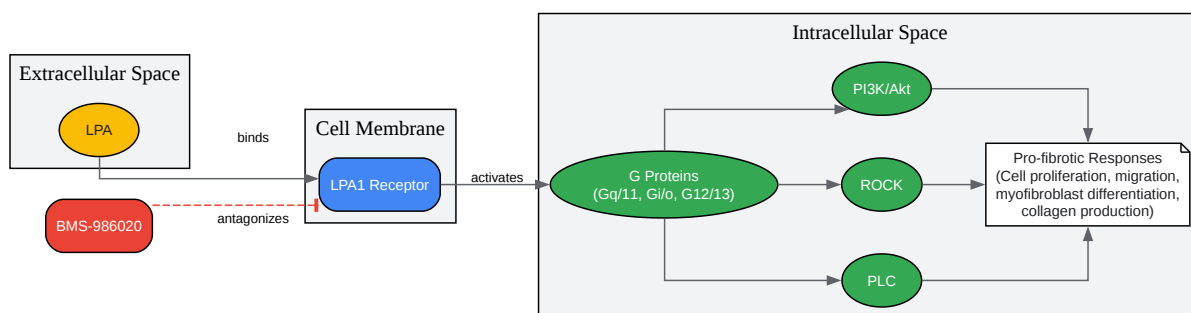 Extracellular Space
LPA
BMS-986020
binds
antagonizes
Cell Membrane
LPA1 Receptor
activates
Intracellular Space
G Proteins
(Gq/11, Gi/o, G12/13)
PI3K/Akt
ROCK
PLC
Pro-fibrotic Responses
(Cell proliferation, migration,
myofibroblast differentiation,
collagen production)